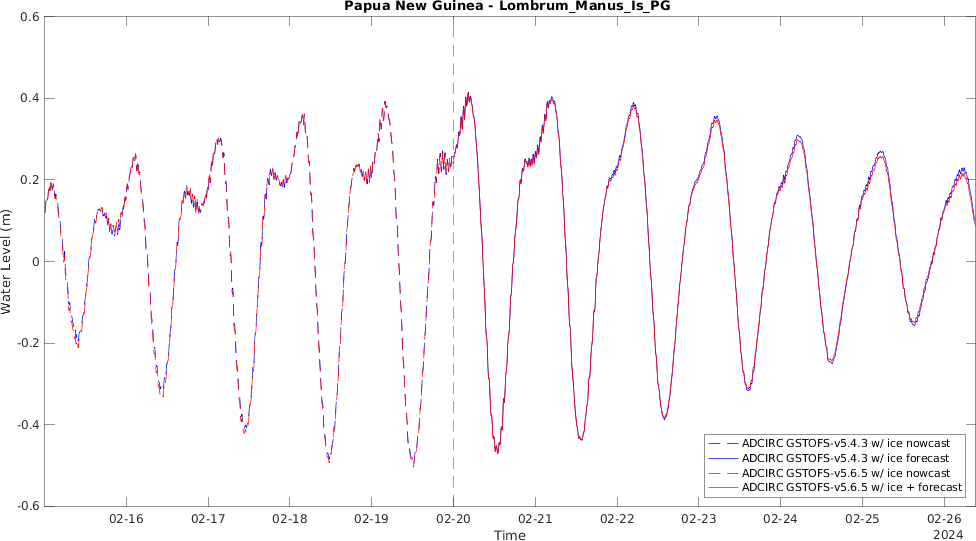 Papua New Guinea - Lombrum_Manus_Is_PG
0.6
0.4
0.2
0
-0.2
-0.4
-0.6
Water Level (m)
ADCIRC GSTOFS-v5.4.3 w/ ice nowcast
ADCIRC GSTOFS-v5.4.3 w/ ice forecast
ADCIRC GSTOFS-v5.6.5 w/ ice nowcast
ADCIRC GSTOFS-v5.6.5 w/ ice + forecast
02-16 02-17 02-18 02-19 02-20 02-21 02-22 02-23 02-24 02-25 02-26
Time 2024